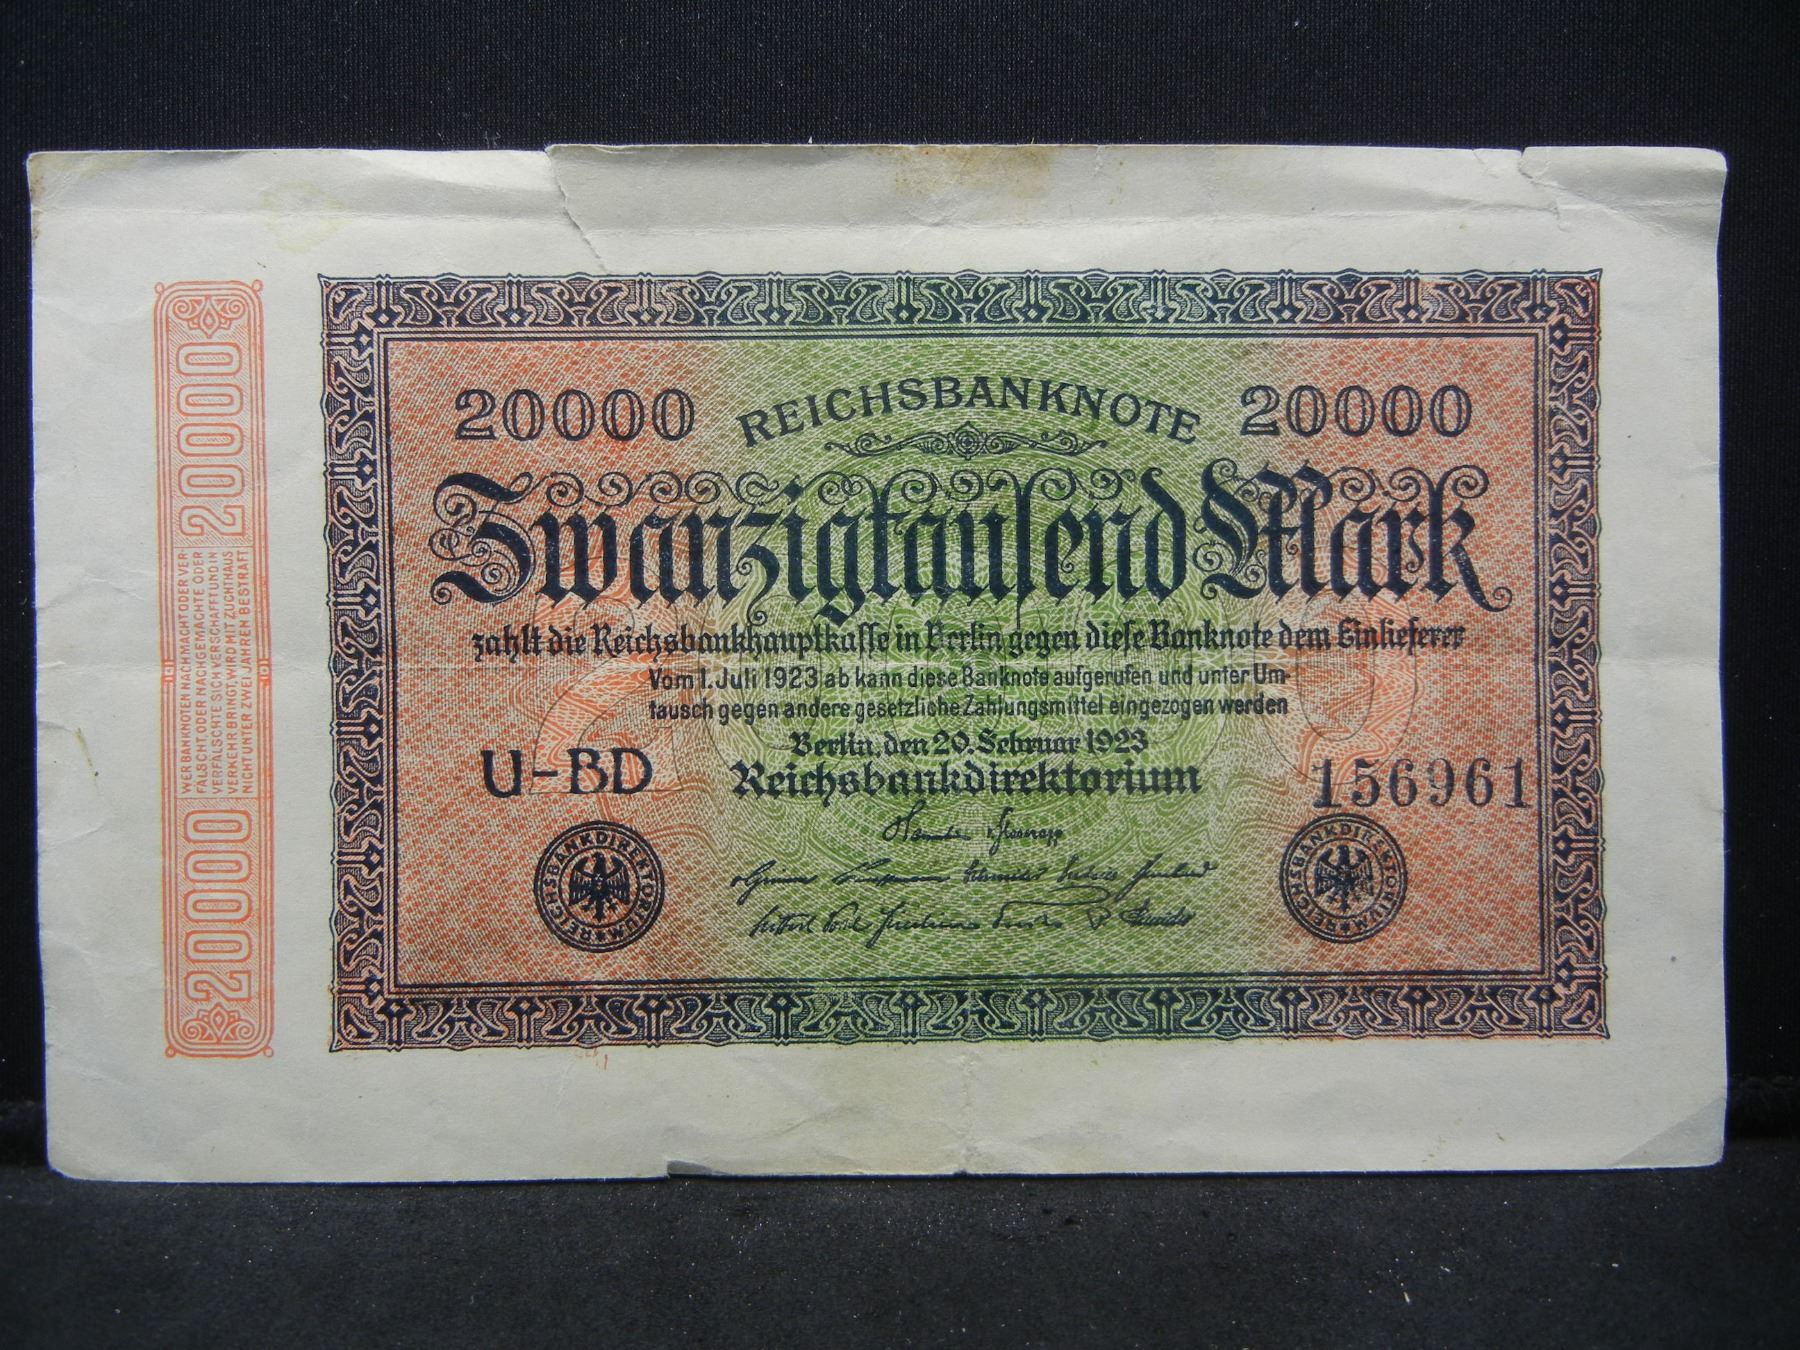 20000 REICHSBANKNOTE 20000
Zwanzigtausend Mark
zahlt die Reichsbankhauptkasse in Berlin gegen diese Banknote dem Einlieferer
Vom 1. Juli 1923 ab kann diese Banknote aufgerufen und unter Um-
tausch gegen andere gesetzliche Zahlungsmittel eingezogen werden
Berlin, den 20. Februar 1923
U-BD Reichsbankdirektorium 156961
REICHSBANKDIREKTORIUM
REICHSBANKDIREKTORIUM
20000
WER BANKNOTEN NACHMACHT ODER VER-
FÄLSCHT ODER NACHGEMACHTE ODER
VERFÄLSCHTE SICH VERSCHAFFT UND IN
VERKEHR BRINGT, WIRD MIT ZUCHTHAUS
NICHT UNTER ZWEI JAHREN BESTRAFT
20000